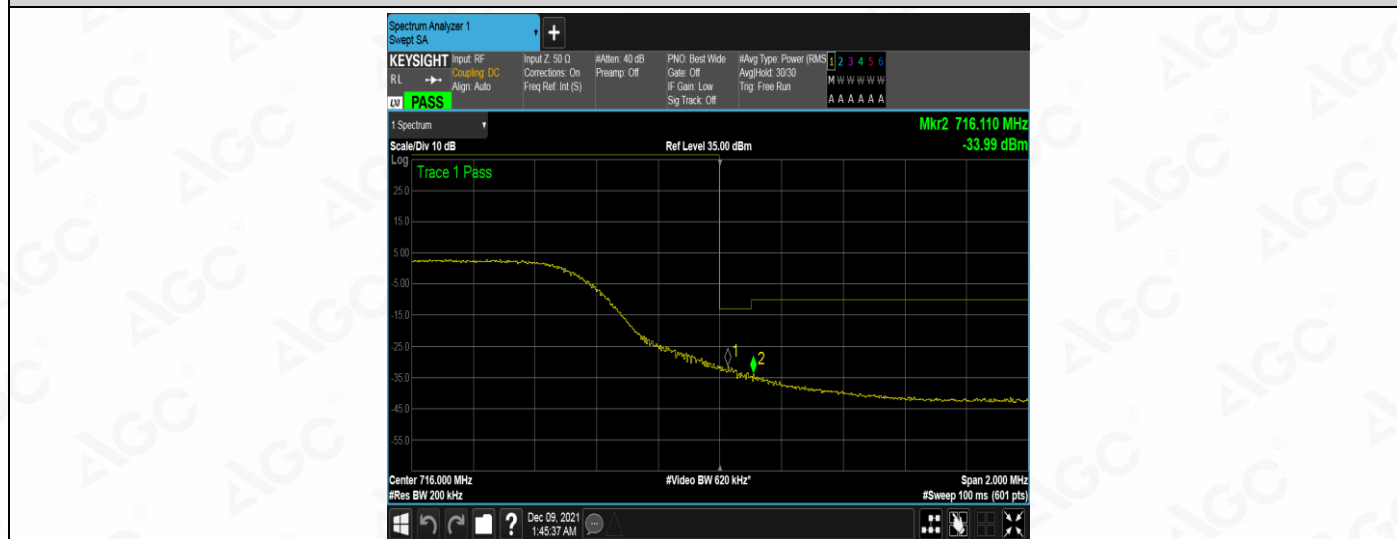 Spectrum Analyzer 1
Swept SA
+
KEYSIGHT
RL
LXI PASS
Input: RF
Coupling: DC
Align: Auto
Input Z: 50 Ω
Corrections: On
Freq Ref: Int (S)
#Atten: 40 dB
Preamp: Off
PNO: Best Wide
Gate: Off
IF Gain: Low
Sig Track: Off
#Avg Type: Power (RMS
Avg|Hold: 30/30
Trig: Free Run
1 2 3 4 5 6
M W W W W W
A A A A A A
1 Spectrum
Scale/Div 10 dB
Ref Level 35.00 dBm
Mkr2 716.110 MHz
-33.99 dBm
Log
Trace 1 Pass
25.0
15.0
5.00
-5.00
-15.0
-25.0
-35.0
-45.0
-55.0
1
2
Center 716.000 MHz
#Res BW 200 kHz
#Video BW 620 kHz*
Span 2.000 MHz
#Sweep 100 ms (601 pts)
?
Dec 09, 2021
1:45:37 AM
AGC